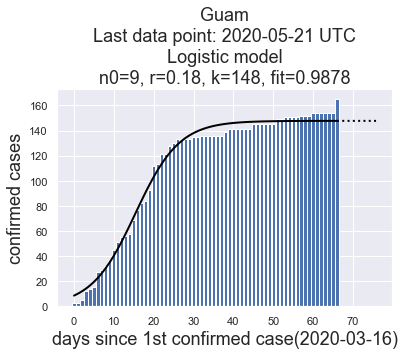 Guam
Last data point: 2020-05-21 UTC
Logistic model
n0=9, r=0.18, k=148, fit=0.9878
confirmed cases
160
140
120
100
80
60
40
20
0
0 10 20 30 40 50 60 70
days since 1st confirmed case(2020-03-16)